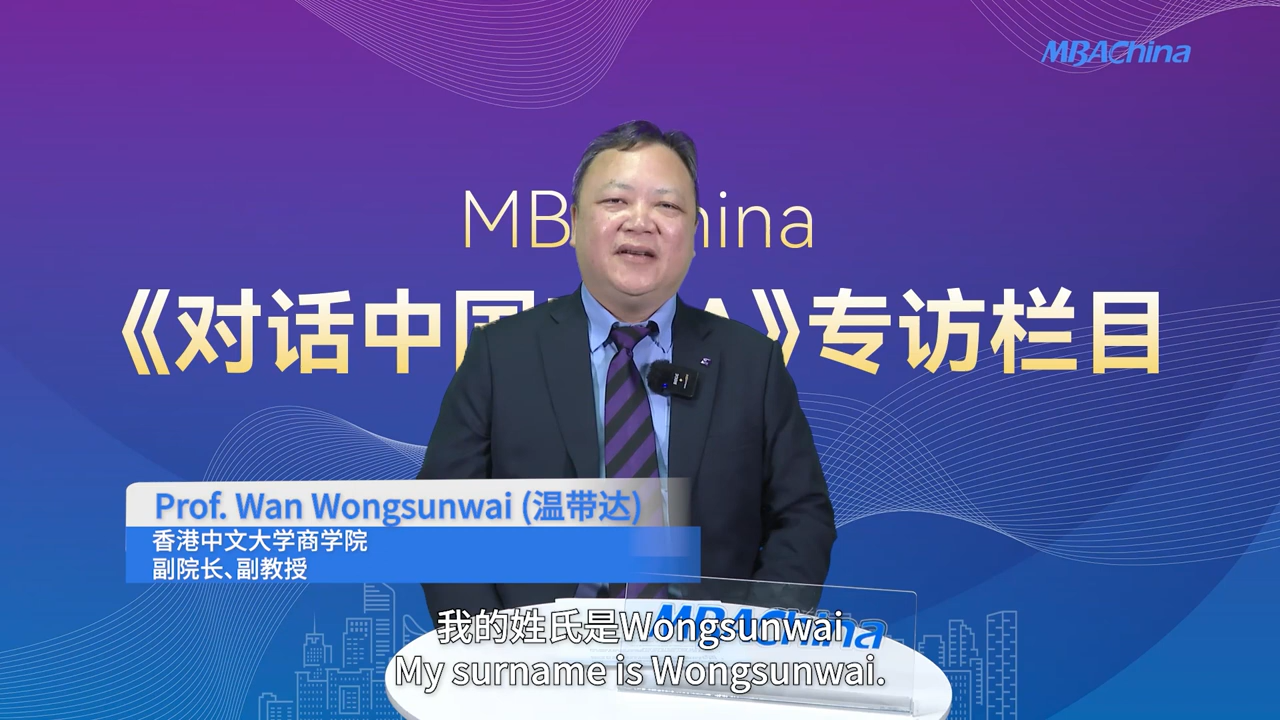 MBAChina
MB hina
《对话中国 A》专访栏目
Prof. Wan Wongsunwai (温带达)
香港中文大学商学院
副院长、副教授
MBAChina
我的姓氏是Wongsunwai
My surname is Wongsunwai.